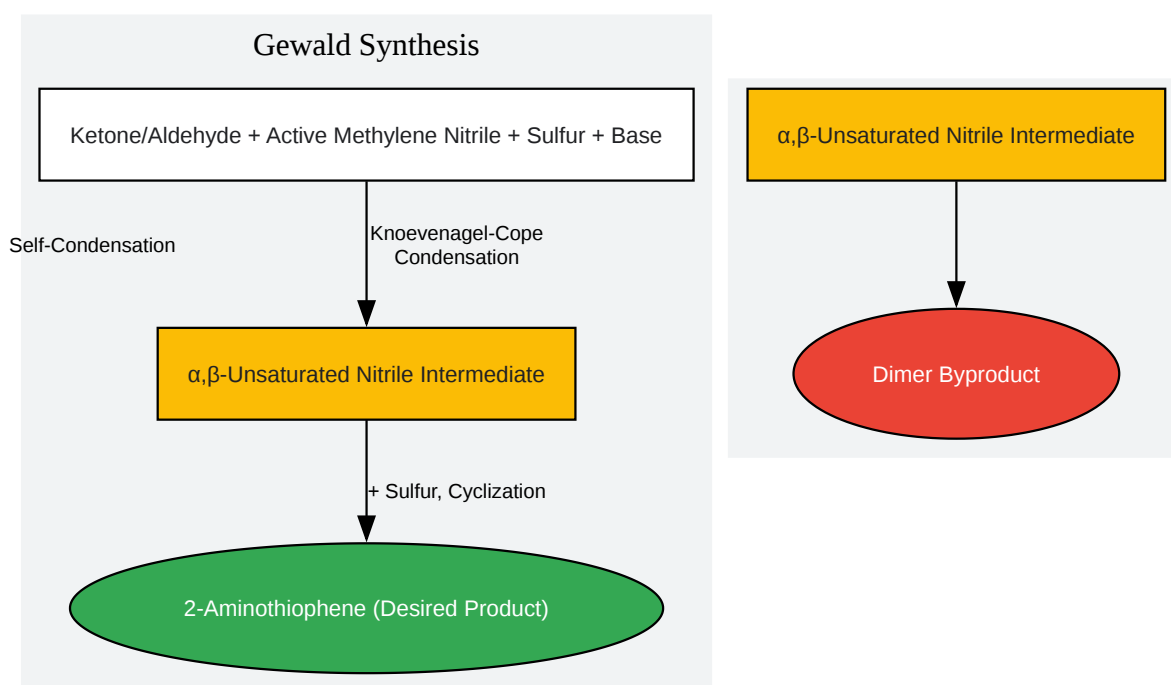 Gewald Synthesis
Ketone/Aldehyde + Active Methylene Nitrile + Sulfur + Base
α,β-Unsaturated Nitrile Intermediate
Self-Condensation
Knoevenagel-Cope
Condensation
α,β-Unsaturated Nitrile Intermediate
Dimer Byproduct
+ Sulfur, Cyclization
2-Aminothiophene (Desired Product)